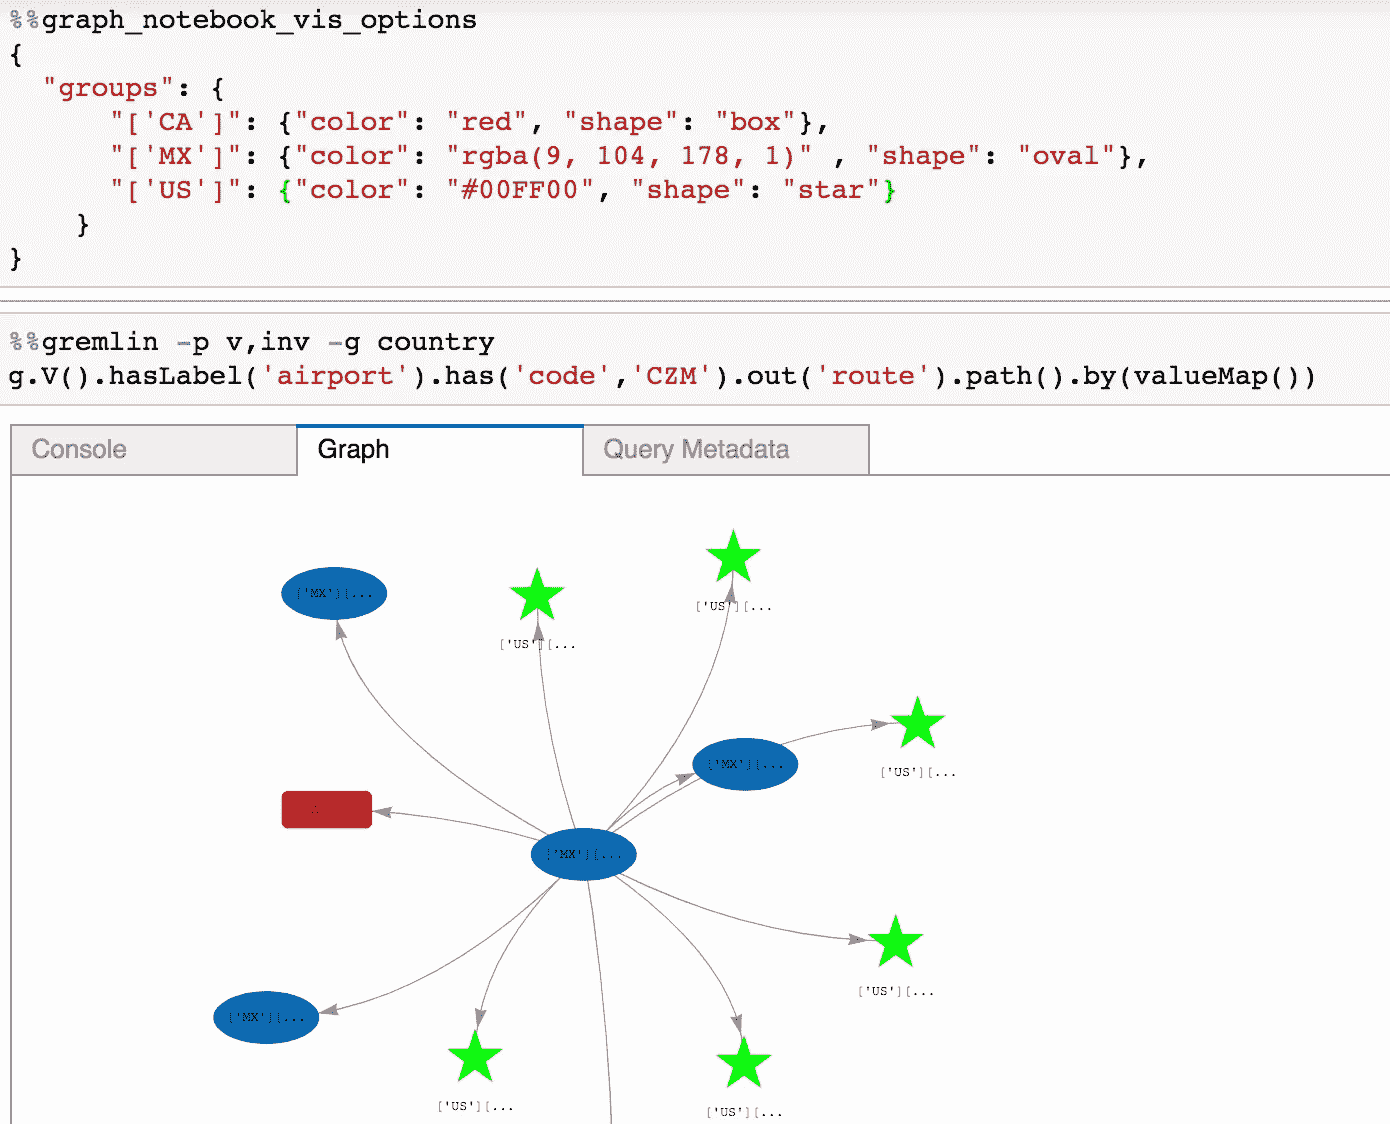 %%graph_notebook_vis_options
{
"groups": {
"['CA']": {"color": "red", "shape": "box"},
"['MX']": {"color": "rgba(9, 104, 178, 1)" , "shape": "oval"},
"['US']": {"color": "#00FF00", "shape": "star"}
}
}
%%gremlin -p v,inv -g country
g.V().hasLabel('airport').has('code','CZM').out('route').path().by(valueMap())
Console
Graph
Query Metadata
['MX'][...
['US'][...
['US'][...
['US'][...
['MX'][...
['MX'][...
['US'][...
['MX'][...
['US'][...
['US'][...